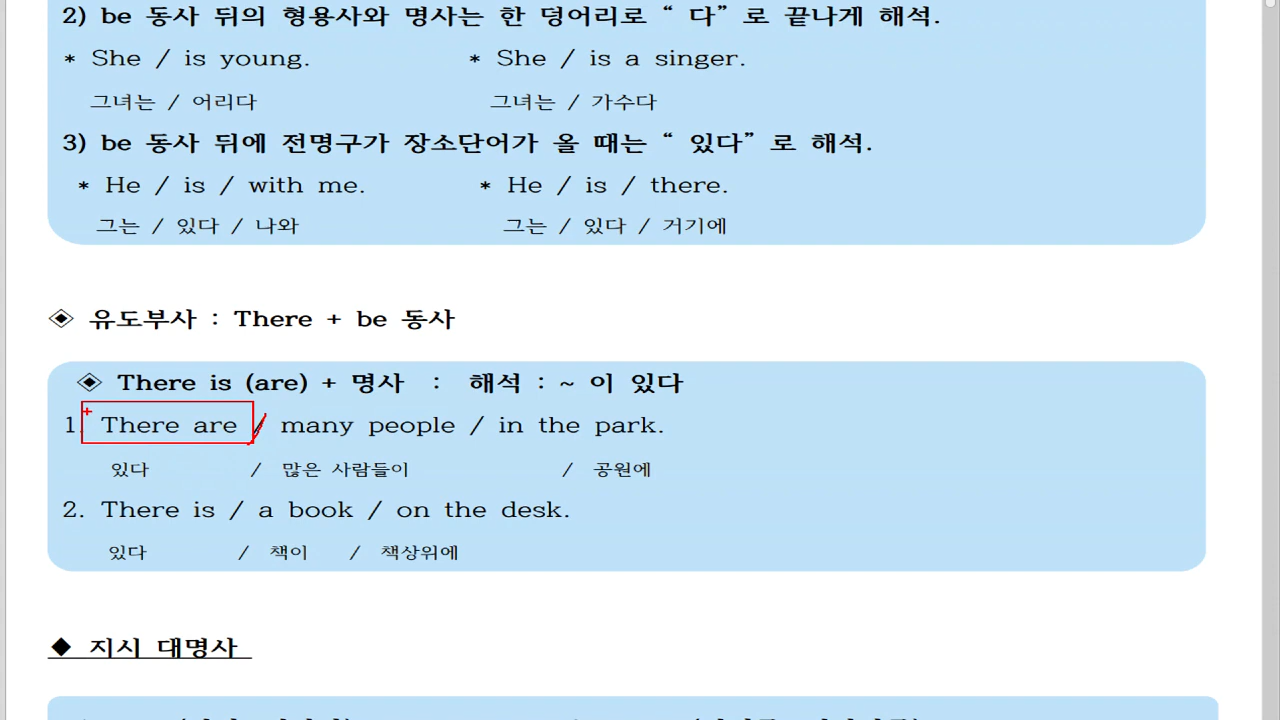 2) be 동사 뒤의 형용사와 명사는 한 덩어리로 “ 다” 로 끝나게 해석.
* She / is young. * She / is a singer.
그녀는 / 어리다 그녀는 / 가수다
3) be 동사 뒤에 전명구가 장소단어가 올 때는 “ 있다” 로 해석.
* He / is / with me. * He / is / there.
그는 / 있다 / 나와 그는 / 있다 / 거기에
◈ 유도부사 : There + be 동사
◈ There is (are) + 명사 : 해석 : ~ 이 있다
1. There are / many people / in the park.
있다 / 많은 사람들이 / 공원에
2. There is / a book / on the desk.
있다 / 책이 / 책상위에
◆ 지시 대명사